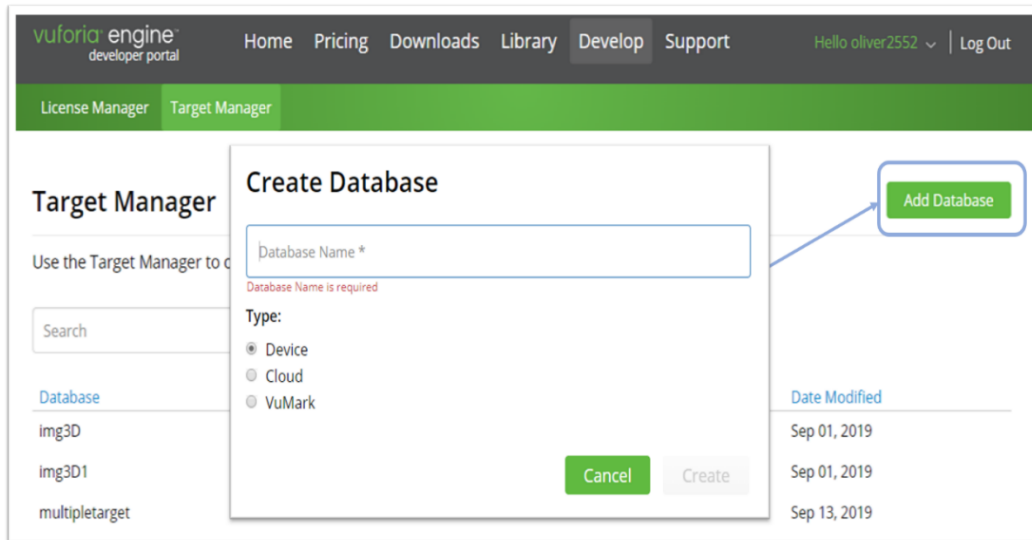 vuforia engine™
developer portal
Home Pricing Downloads Library Develop Support
Hello oliver2552 Log Out
License Manager Target Manager
Target Manager
Add Database
Use the Target Manager to
Search
Database
Date Modified
img3D
Sep 01, 2019
img3D1
Sep 01, 2019
multipletarget
Sep 13, 2019
Create Database
Database Name *
Database Name is required
Type:
Device
Cloud
VuMark
Cancel Create